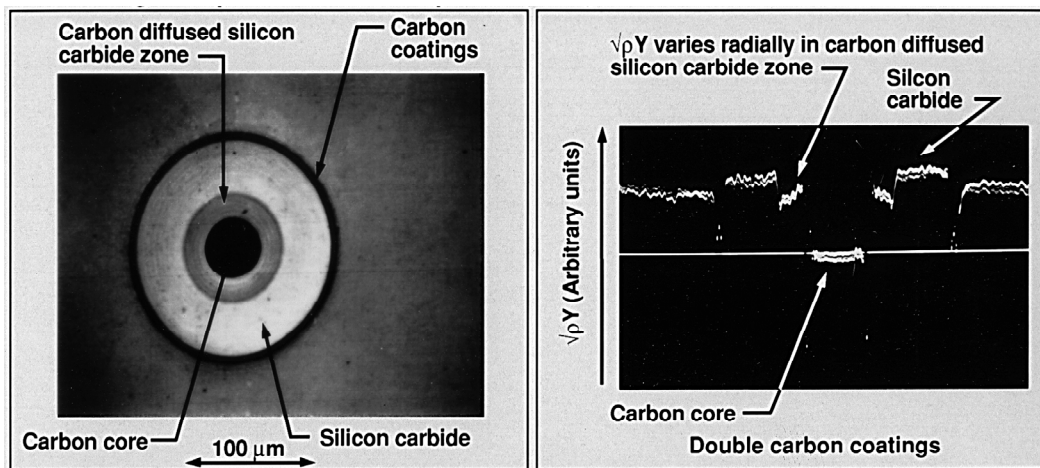 Carbon diffused silicon
carbide zone
Carbon
coatings
Carbon core
100 μm
Silicon carbide
√ρY varies radially in carbon diffused
silicon carbide zone
Silcon
carbide
√ρY (Arbitrary units)
Carbon core
Double carbon coatings